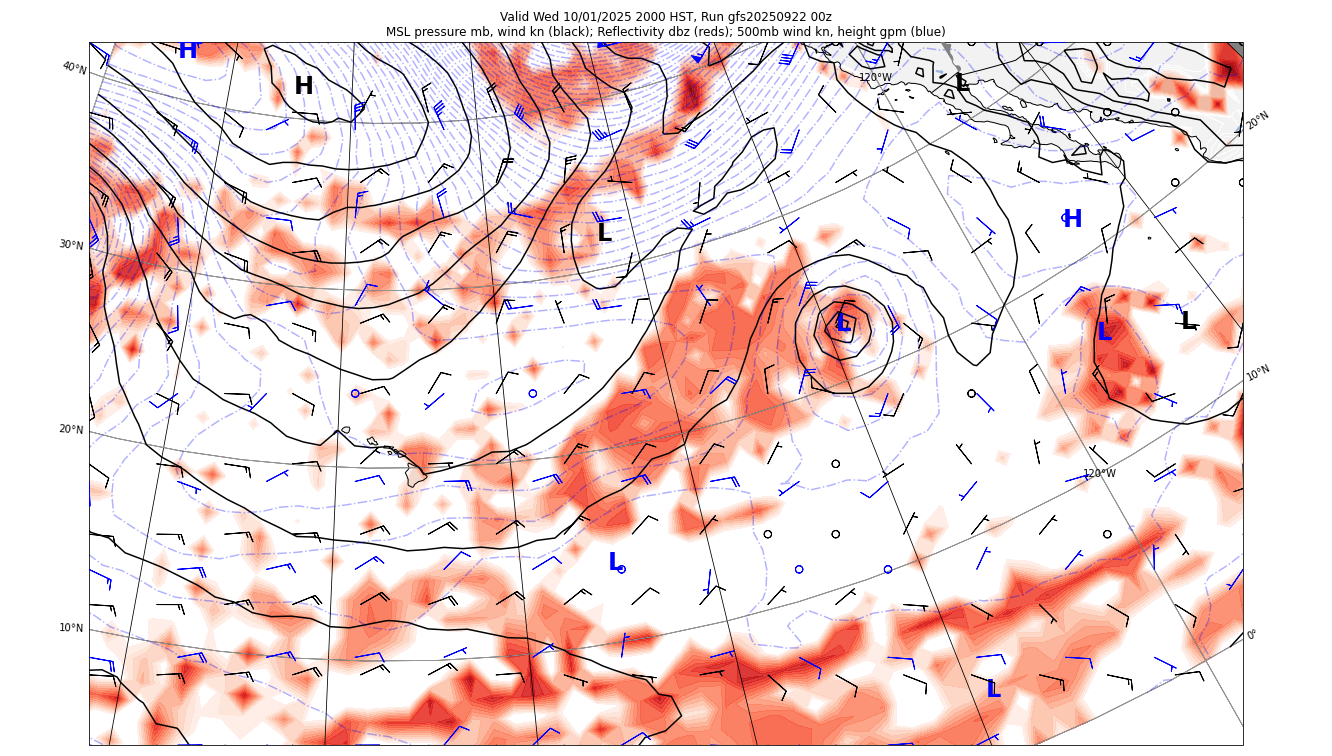 Valid Wed 10/01/2025 2000 HST, Run gfs20250922 00z
MSL pressure mb, wind kn (black); Reflectivity dbz (reds); 500mb wind kn, height gpm (blue)
H
H
L
40°N
120°W
20°N
H
L
30°N
L
L
L
10°N
20°N
120°W
L
10°N
0°
L